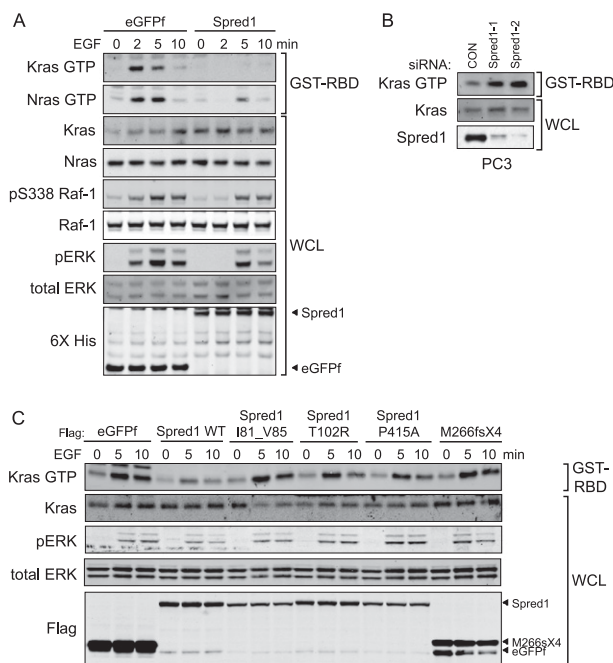 A
eGFPf Spred1
EGF 0 2 5 10 0 2 5 10 min
Kras GTP
Nras GTP
GST-RBD
Kras
Nras
pS338 Raf-1
Raf-1
pERK
total ERK
6X His
WCL
Spred1
eGFPf
B
siRNA: CON Spred1-1 Spred1-2
Kras GTP
GST-RBD
Kras
Spred1
WCL
PC3
C
Flag: eGFPf Spred1 WT Spred1 I81_V85 Spred1 T102R Spred1 P415A M266fsX4
EGF 0 5 10 0 5 10 0 5 10 0 5 10 0 5 10 0 5 10 min
Kras GTP
GST-RBD
Kras
pERK
total ERK
Flag
WCL
Spred1
M266sX4
eGFPf